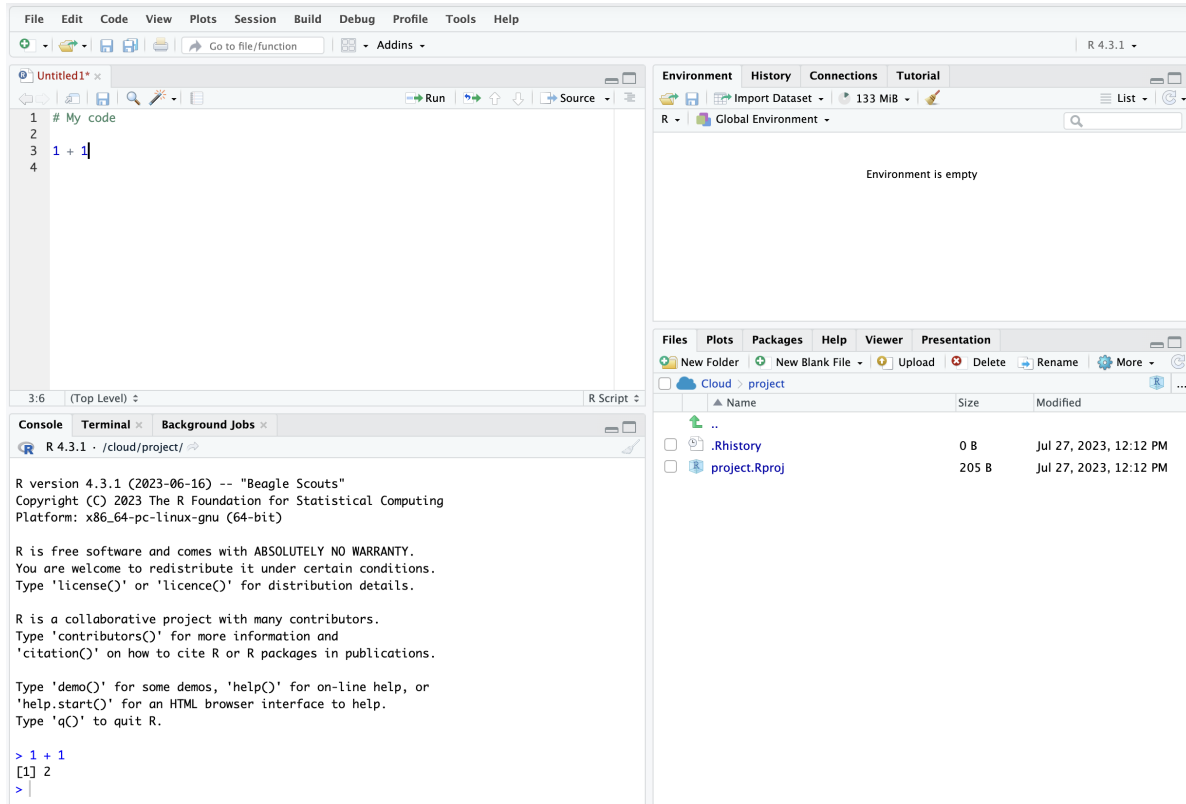 File Edit Code View Plots Session Build Debug Profile Tools Help
Go to file/function Addins R 4.3.1
Untitled1*
Run Source
1 # My code
2
3 1 + 1
4
3:6 (Top Level) R Script
Console Terminal Background Jobs
R 4.3.1 · /cloud/project/
R version 4.3.1 (2023-06-16) -- "Beagle Scouts"
Copyright (C) 2023 The R Foundation for Statistical Computing
Platform: x86_64-pc-linux-gnu (64-bit)
R is free software and comes with ABSOLUTELY NO WARRANTY.
You are welcome to redistribute it under certain conditions.
Type 'license()' or 'licence()' for distribution details.
R is a collaborative project with many contributors.
Type 'contributors()' for more information and
'citation()' on how to cite R or R packages in publications.
Type 'demo()' for some demos, 'help()' for on-line help, or
'help.start()' for an HTML browser interface to help.
Type 'q()' to quit R.
> 1 + 1
[1] 2
>
Environment History Connections Tutorial
Import Dataset 133 MiB List
R Global Environment
Environment is empty
Files Plots Packages Help Viewer Presentation
New Folder New Blank File Upload Delete Rename More
Cloud > project ...
Name Size Modified
..
.Rhistory 0 B Jul 27, 2023, 12:12 PM
project.Rproj 205 B Jul 27, 2023, 12:12 PM